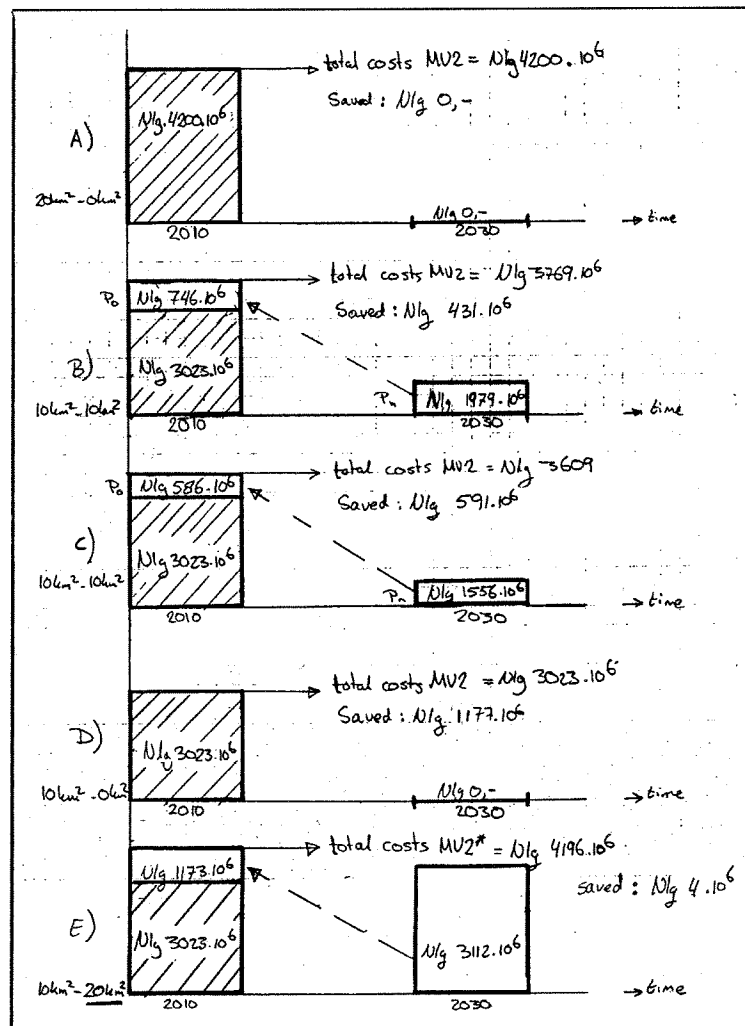 total costs MV2 = Nlg 4200.10⁶
Saved : Nlg 0,-
Nlg.4200.10⁶
A)
20km² - 0km²
Nlg 0,-
→ time
2010
2030
total costs MV2 = Nlg 3769.10⁶
Saved : Nlg 431.10⁶
P₀
Nlg 746.10⁶
Nlg 3023.10⁶
B)
Pₙ
Nlg 1979.10⁶
10km² - 10km²
→ time
2010
2030
total costs MV2 = Nlg 3609
Saved : Nlg 591.10⁶
P₀
Nlg 586.10⁶
Nlg 3023.10⁶
C)
10km² - 10km²
Pₙ
Nlg 1556.10⁶
→ time
2010
2030
total costs MV2 = Nlg 3023.10⁶
Saved : Nlg 1177.10⁶
D)
Nlg 3023.10⁶
10km² - 0km²
Nlg 0,-
→ time
2010
2030
total costs MV2* = Nlg 4196.10⁶
saved : Nlg 4.10⁶
Nlg 1173.10⁶
E)
Nlg 3023.10⁶
Nlg 3112.10⁶
10km² - 20km²
→ time
2010
2030